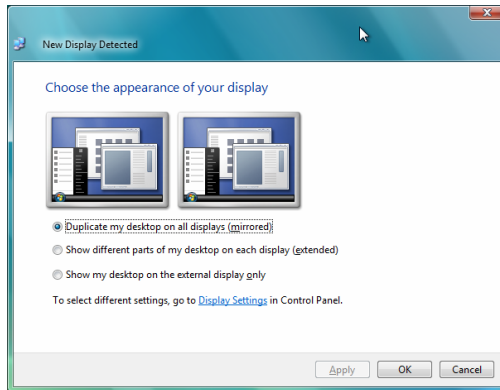 New Display Detected
Choose the appearance of your display
Duplicate my desktop on all displays (mirrored)
Show different parts of my desktop on each display (extended)
Show my desktop on the external display only
To select different settings, go to Display Settings in Control Panel.
Apply
OK
Cancel